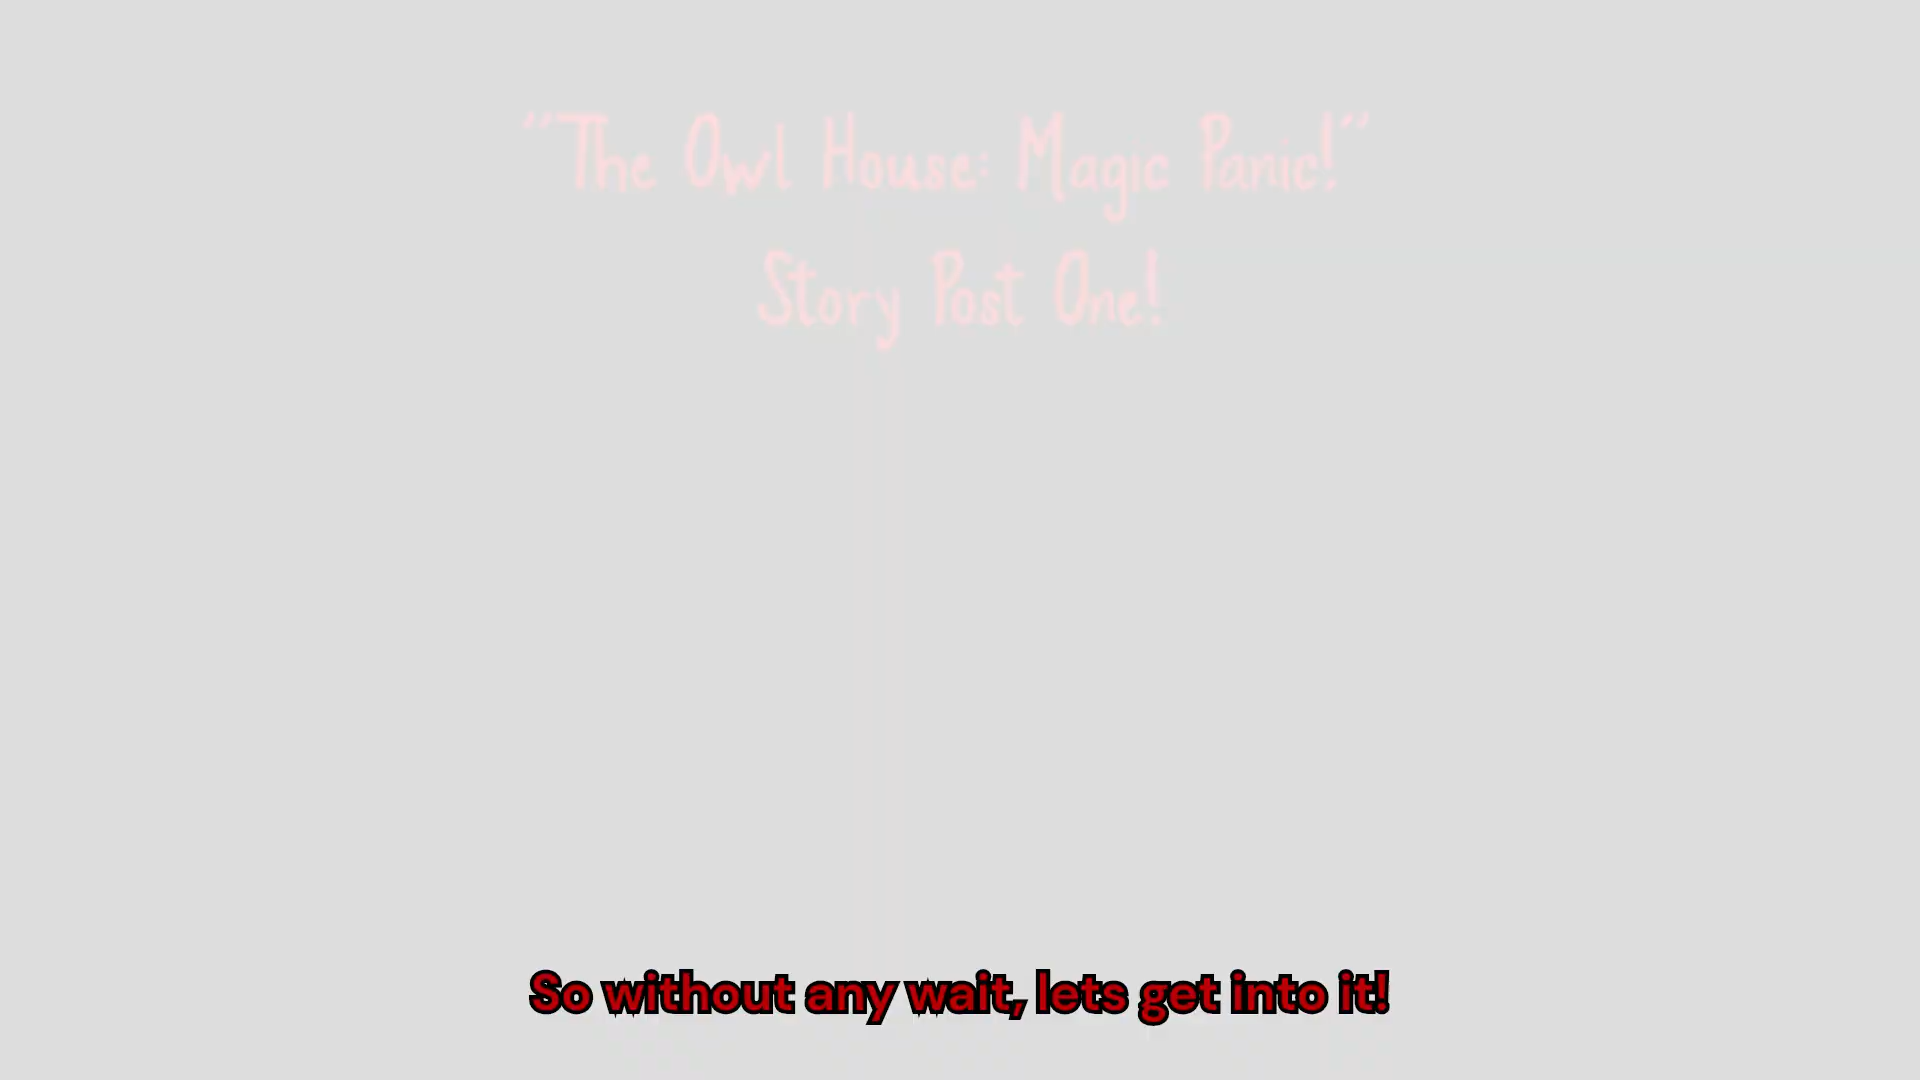 "The Owl House: Magic Panic!"
Story Post One!
So without any wait, lets get into it!